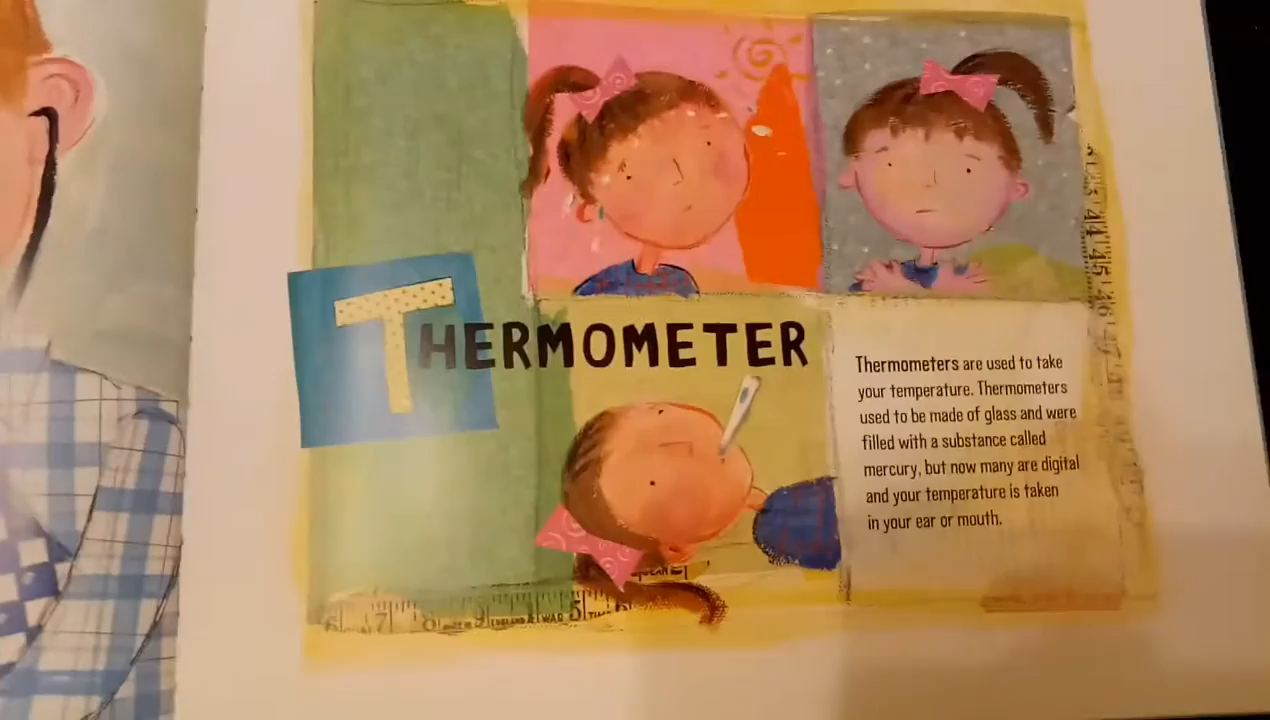 THERMOMETER
Thermometers are used to take
your temperature. Thermometers
used to be made of glass and were
filled with a substance called
mercury, but now many are digital
and your temperature is taken
in your ear or mouth.